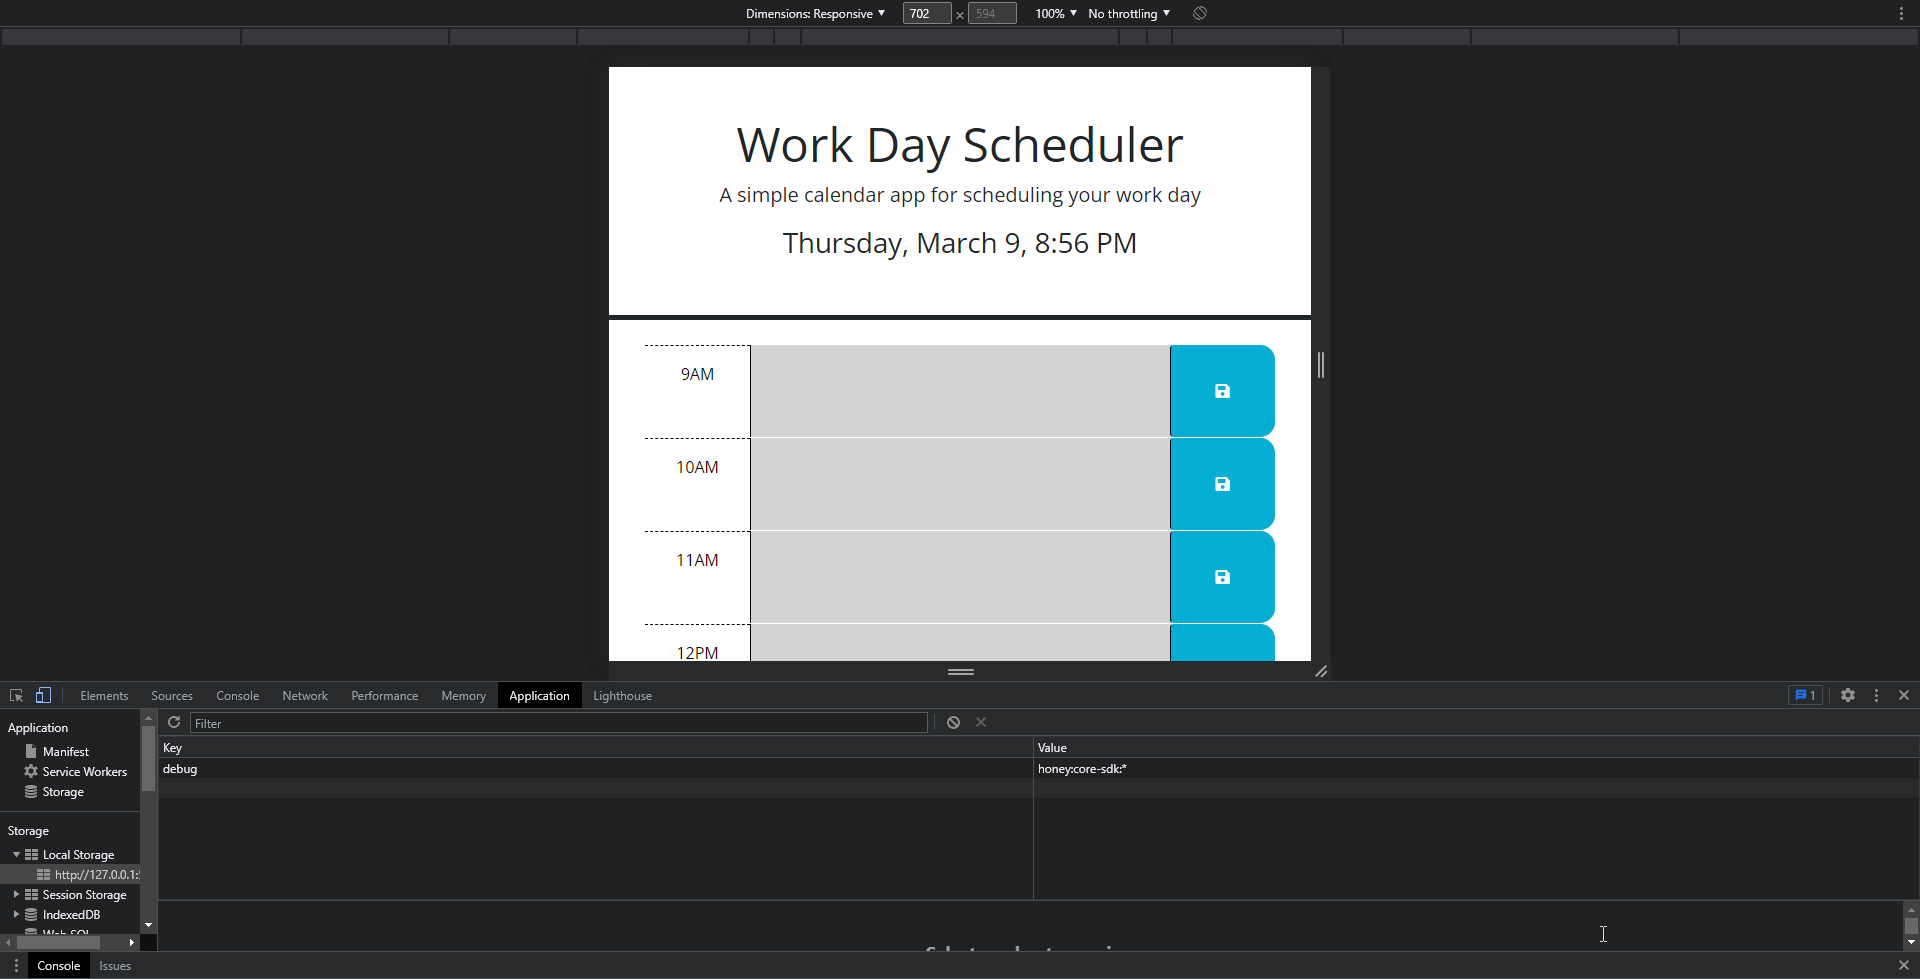 Dimensions: Responsive 702 × 594 100% No throttling
Work Day Scheduler
A simple calendar app for scheduling your work day
Thursday, March 9, 8:56 PM
9AM
10AM
11AM
12PM
Elements Sources Console Network Performance Memory Application Lighthouse 1
Application
Manifest
Service Workers
Storage
Storage
Local Storage
http://127.0.0.1:
Session Storage
IndexedDB
Web SQL
Filter
Key Value
debug honey:core-sdk:*
Console Issues